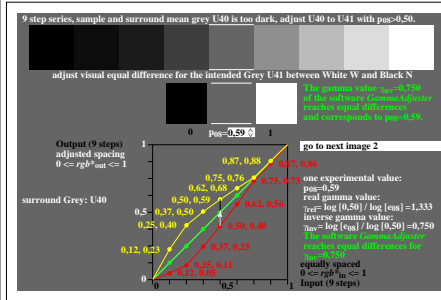 9 step series, sample and surround mean grey U40 is too dark, adjust U40 to U41 with p08>0,50.
adjust visual equal difference for the intended Grey U41 between White W and Black N
The gamma value γinv=0,750
of the software GammaAdjuster
reaches equal differences
and corresponds to p08=0,59.
0 P08=0,59 1
Output (9 steps)
adjusted spacing
0 <= rgb*out <= 1
go to next image 2
surround Grey: U40
1
0,5
0
0,5
1
0,87, 0,88
0,75, 0,76
0,62, 0,68
0,50, 0,59
0,37, 0,50
0,25, 0,40
0,12, 0,23
0,87, 0,86
0,75, 0,73
0,62, 0,56
0,50, 0,40
0,37, 0,25
0,25, 0,11
0,12, 0,05
one experimental value:
p08=0,59
real gamma value:
γref= log [0,50] / log [e08] =1,333
inverse gamma value:
γinv= log [e08] / log [0,50] =0,750
The software GammaAdjuster
reaches equal differences for
γinv=0,750
equally spaced
0 <= rgb*in <= 1
Input (9 steps)